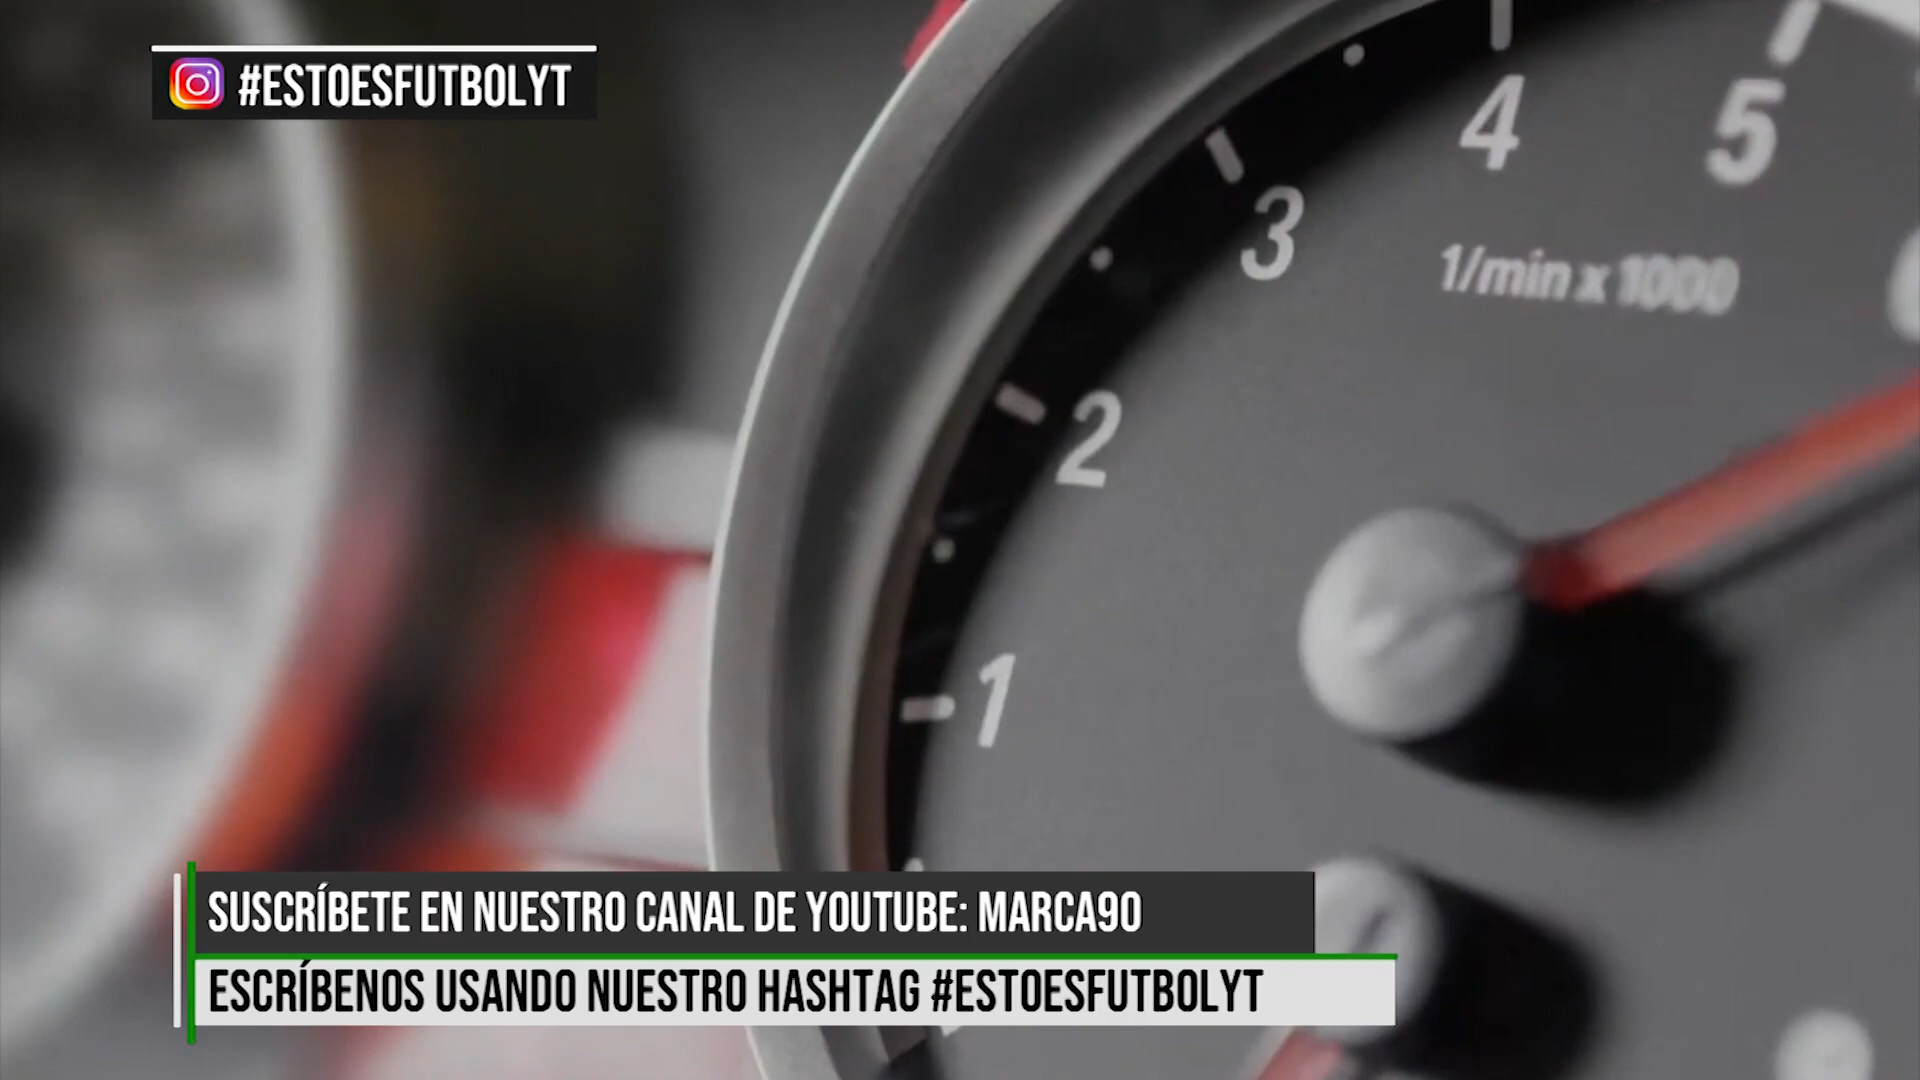 #ESTOESFUTBOLYT
4
5
3
1/min x 1000
2
1
SUSCRÍBETE EN NUESTRO CANAL DE YOUTUBE: MARCA90
ESCRÍBENOS USANDO NUESTRO HASHTAG #ESTOESFUTBOLYT